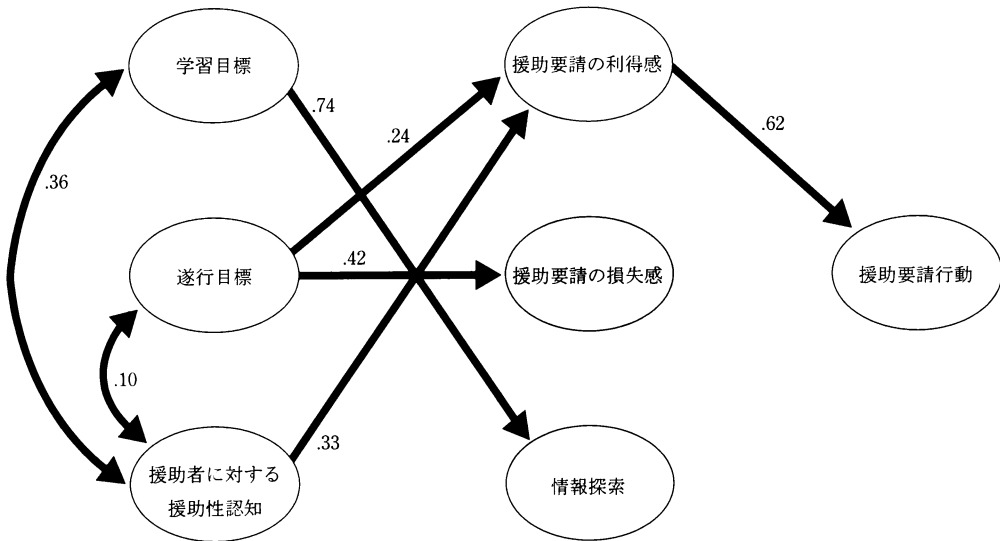 学習目標
援助要請の利得感
.74
.24
.62
.36
遂行目標
.42
援助要請の損失感
援助要請行動
.10
.33
援助者に対する
援助性認知
情報探索